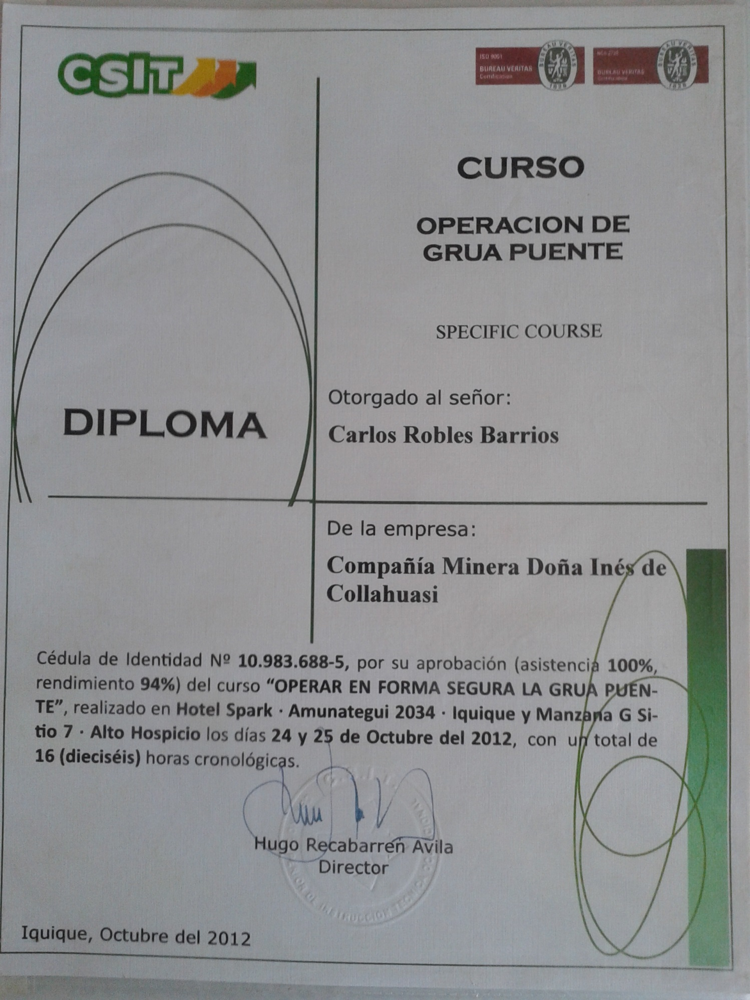 CSIT
ISO 9001
BUREAU VERITAS
Certification
BUREAU VERITAS
1828
NCh 2728
BUREAU VERITAS
Certification
BUREAU VERITAS
1828
CURSO
OPERACION DE
GRUA PUENTE
SPECIFIC COURSE
DIPLOMA
Otorgado al señor:
Carlos Robles Barrios
De la empresa:
Compañía Minera Doña Inés de
Collahuasi
Cédula de Identidad Nº 10.983.688-5, por su aprobación (asistencia 100%,
rendimiento 94%) del curso “OPERAR EN FORMA SEGURA LA GRUA PUEN-
TE”, realizado en Hotel Spark · Amunategui 2034 · Iquique y Manzana G Si-
tio 7 · Alto Hospicio los días 24 y 25 de Octubre del 2012, con un total de
16 (dieciséis) horas cronológicas.
Hugo Recabarren Avila
Director
Iquique, Octubre del 2012